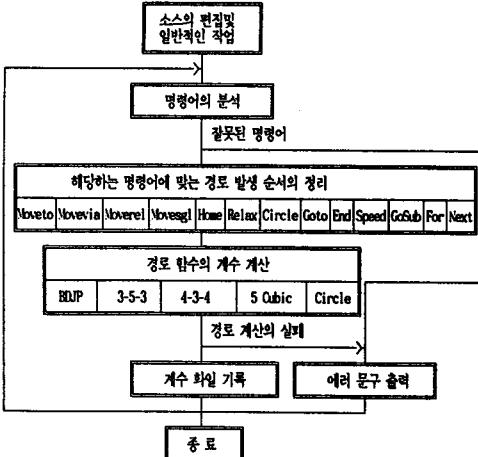 소스의 편집및
일반적인 작업
명령어의 분석
잘못된 명령어
해당하는 명령어에 맞는 경로 발생 순서의 정리
Moveto Movevia Moverel Movesgl Home Relax Circle Goto End Speed GoSub For Next
경로 함수의 계수 계산
BDJP 3-5-3 4-3-4 5 Cubic Circle
경로 계산의 실패
계수 화일 기록
에러 문구 출력
종 료